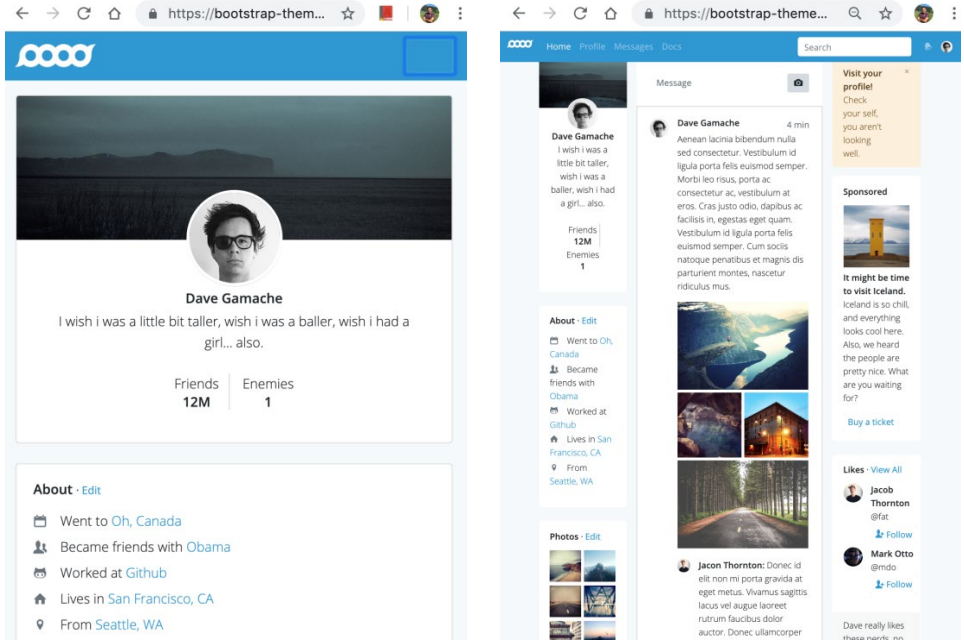 https://bootstrap-them...
Dave Gamache
I wish i was a little bit taller, wish i was a baller, wish i had a
girl... also.
Friends Enemies
12M 1
About · Edit
Went to Oh, Canada
Became friends with Obama
Worked at Github
Lives in San Francisco, CA
From Seattle, WA
https://bootstrap-theme...
Home Profile Messages Docs
Search
Dave Gamache
I wish i was a
little bit taller,
wish i was a
baller, wish i had
a girl... also.
Friends
12M
Enemies
1
About · Edit
Went to Oh,
Canada
Became
friends with
Obama
Worked at
Github
Lives in San
Francisco, CA
From
Seattle, WA
Photos · Edit
Message
Dave Gamache 4 min
Aenean lacinia bibendum nulla
sed consectetur. Vestibulum id
ligula porta felis euismod semper.
Morbi leo risus, porta ac
consectetur ac, vestibulum at
eros. Cras justo odio, dapibus ac
facilisis in, egestas eget quam.
Vestibulum id ligula porta felis
euismod semper. Cum sociis
natoque penatibus et magnis dis
parturient montes, nascetur
ridiculus mus.
Jacon Thornton: Donec id
elit non mi porta gravida at
eget metus. Vivamus sagittis
lacus vel augue laoreet
rutrum faucibus dolor
auctor. Donec ullamcorper
Visit your ×
profile!
Check
your self,
you aren't
looking
well.
Sponsored
It might be time
to visit Iceland.
Iceland is so chill,
and everything
looks cool here.
Also, we heard
the people are
pretty nice. What
are you waiting
for?
Buy a ticket
Likes · View All
Jacob
Thornton
@fat
Follow
Mark Otto
@mdo
Follow
Dave really likes
these nerds, no